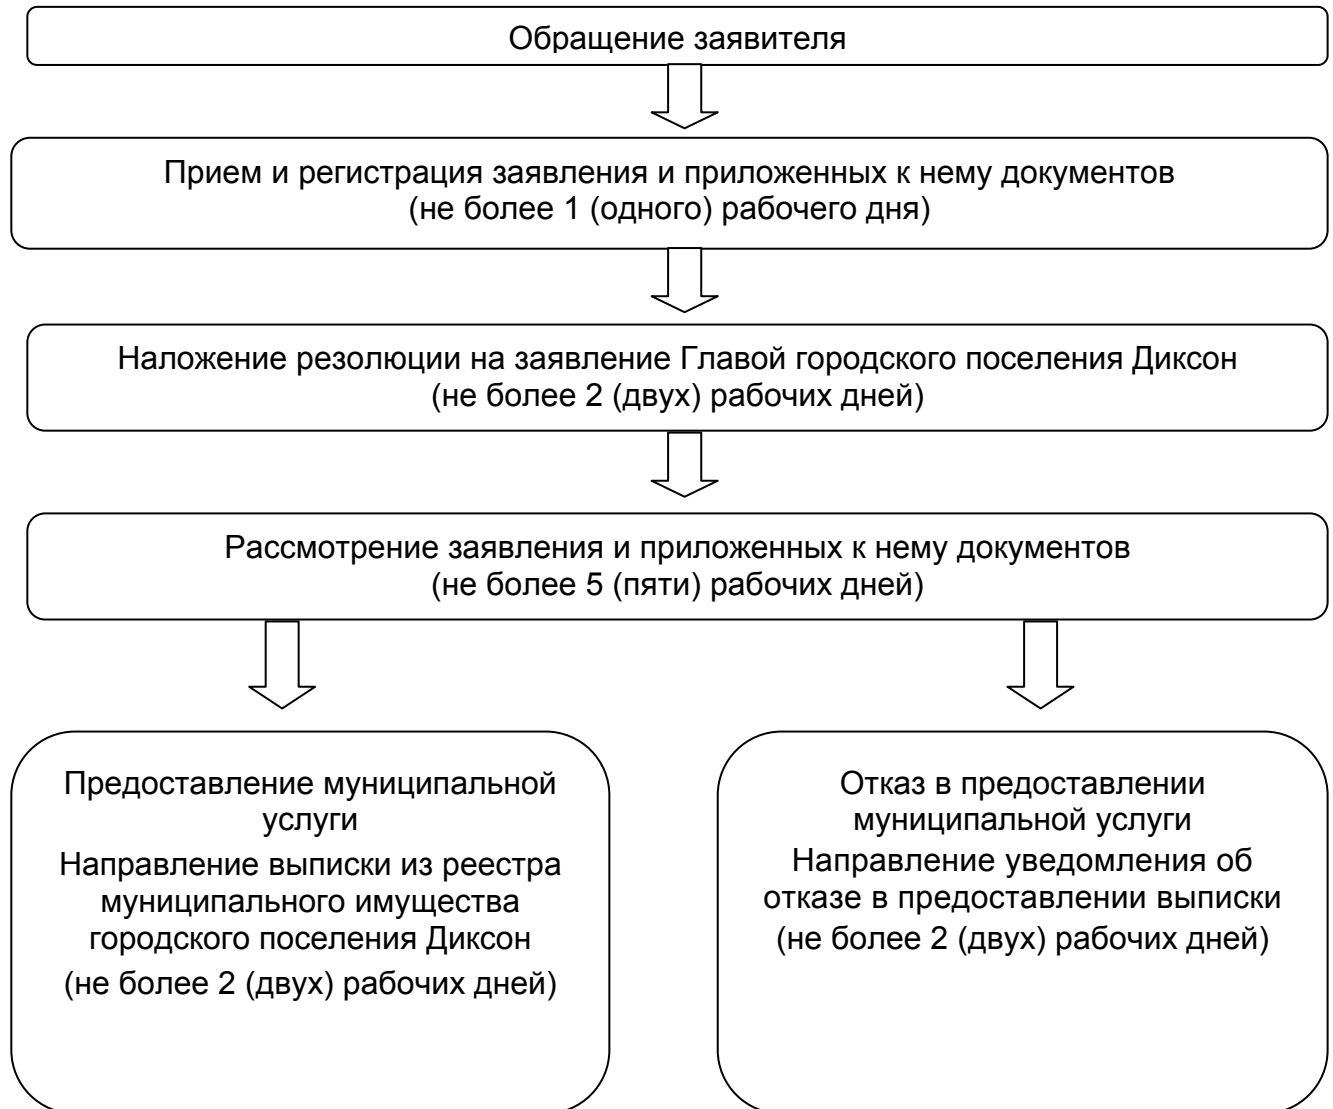 Обращение заявителя
Прием и регистрация заявления и приложенных к нему документов
(не более 1 (одного) рабочего дня)
Наложение резолюции на заявление Главой городского поселения Диксон
(не более 2 (двух) рабочих дней)
Рассмотрение заявления и приложенных к нему документов
(не более 5 (пяти) рабочих дней)
Предоставление муниципальной
услуги
Направление выписки из реестра
муниципального имущества
городского поселения Диксон
(не более 2 (двух) рабочих дней)
Отказ в предоставлении
муниципальной услуги
Направление уведомления об
отказе в предоставлении выписки
(не более 2 (двух) рабочих дней)